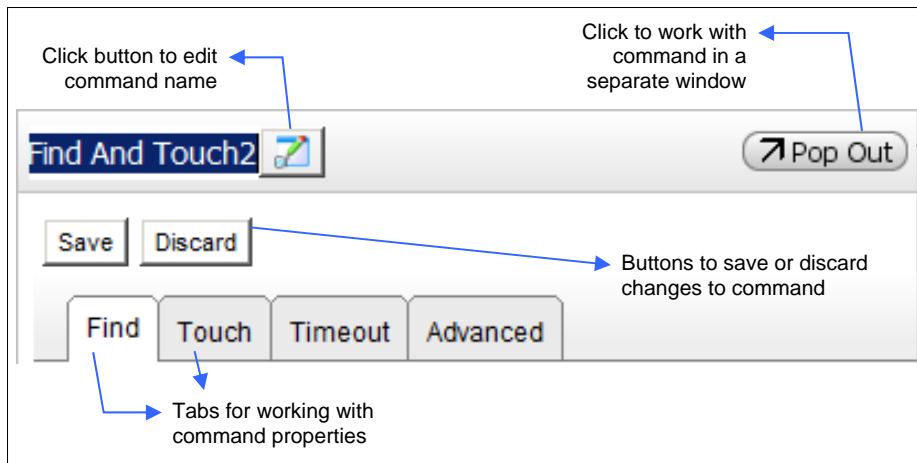 Click button to edit
command name
Click to work with
command in a
separate window
Find And Touch2
Pop Out
Save
Discard
Buttons to save or discard
changes to command
Find
Touch
Timeout
Advanced
Tabs for working with
command properties